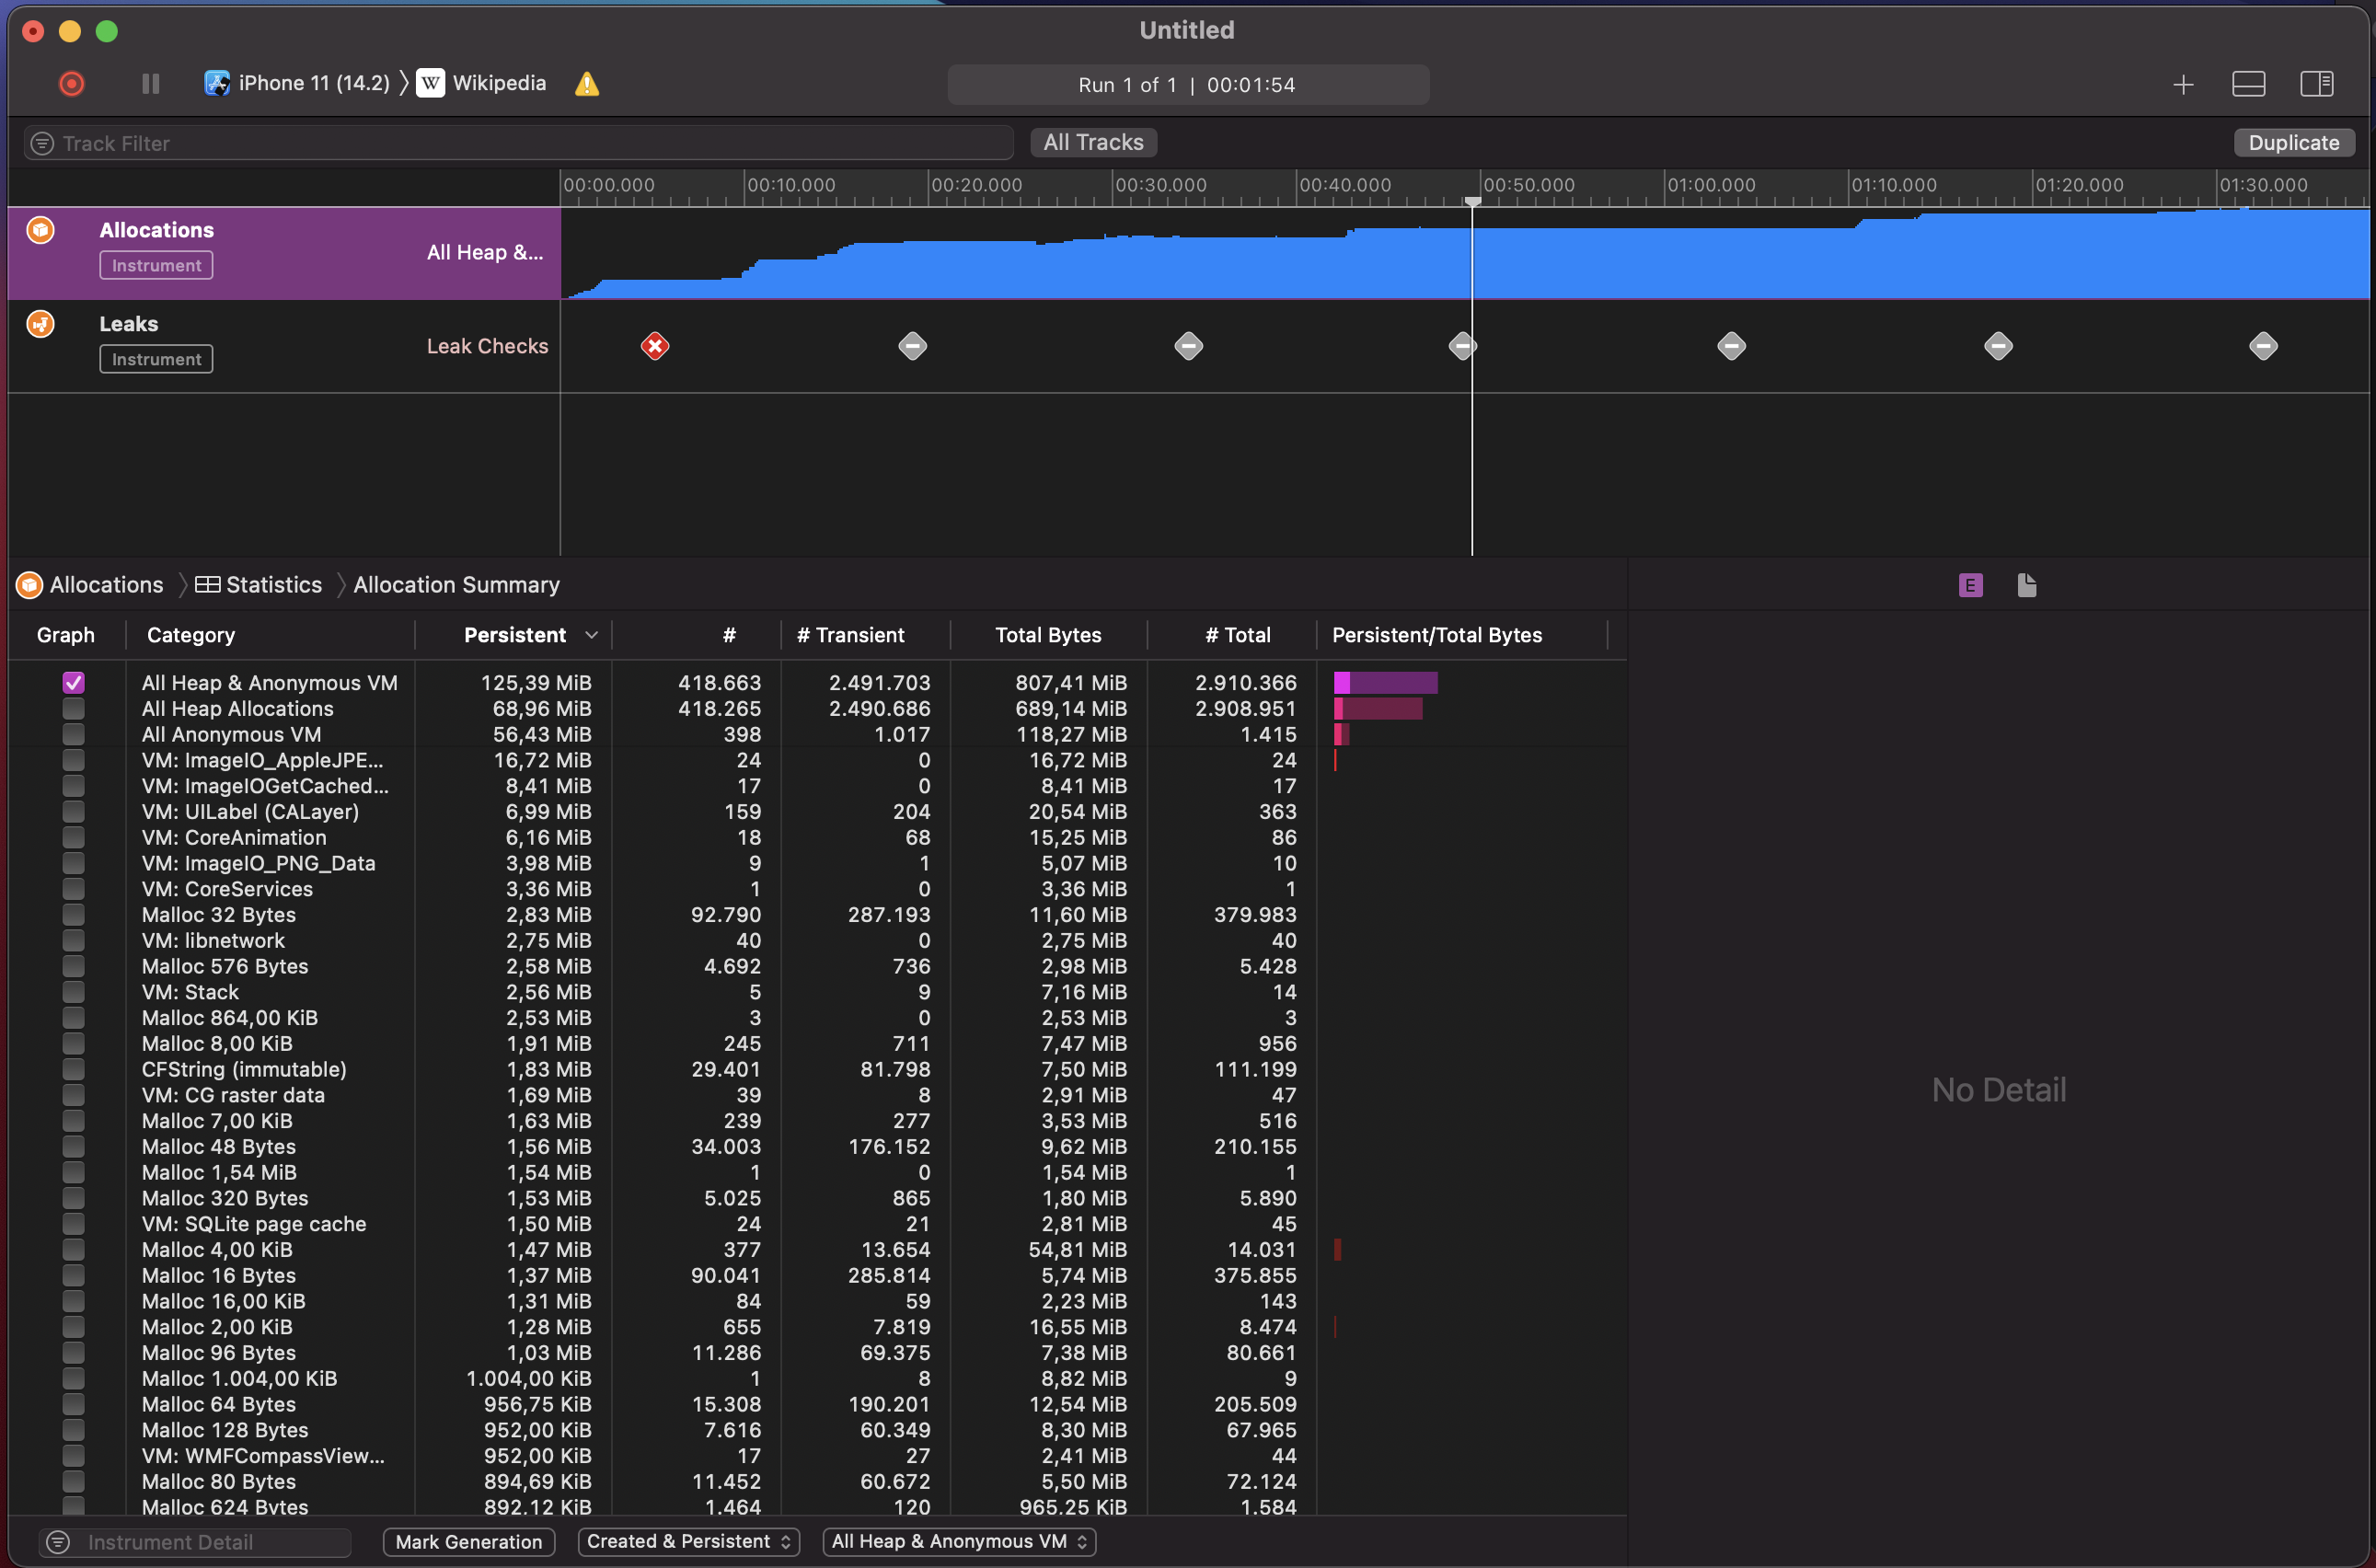 Untitled
iPhone 11 (14.2) 〉 W Wikipedia
Run 1 of 1 | 00:01:54
Track Filter
All Tracks
Duplicate
00:00.000 00:10.000 00:20.000 00:30.000 00:40.000 00:50.000 01:00.000 01:10.000 01:20.000 01:30.000
Allocations
Instrument
All Heap &...
Leaks
Instrument
Leak Checks
Allocations 〉 Statistics 〉 Allocation Summary
E
Graph Category Persistent # # Transient Total Bytes # Total Persistent/Total Bytes
All Heap & Anonymous VM 125,39 MiB 418.663 2.491.703 807,41 MiB 2.910.366
All Heap Allocations 68,96 MiB 418.265 2.490.686 689,14 MiB 2.908.951
All Anonymous VM 56,43 MiB 398 1.017 118,27 MiB 1.415
VM: ImageIO_AppleJPE... 16,72 MiB 24 0 16,72 MiB 24
VM: ImageIOGetCached... 8,41 MiB 17 0 8,41 MiB 17
VM: UILabel (CALayer) 6,99 MiB 159 204 20,54 MiB 363
VM: CoreAnimation 6,16 MiB 18 68 15,25 MiB 86
VM: ImageIO_PNG_Data 3,98 MiB 9 1 5,07 MiB 10
VM: CoreServices 3,36 MiB 1 0 3,36 MiB 1
Malloc 32 Bytes 2,83 MiB 92.790 287.193 11,60 MiB 379.983
VM: libnetwork 2,75 MiB 40 0 2,75 MiB 40
Malloc 576 Bytes 2,58 MiB 4.692 736 2,98 MiB 5.428
VM: Stack 2,56 MiB 5 9 7,16 MiB 14
Malloc 864,00 KiB 2,53 MiB 3 0 2,53 MiB 3
Malloc 8,00 KiB 1,91 MiB 245 711 7,47 MiB 956
CFString (immutable) 1,83 MiB 29.401 81.798 7,50 MiB 111.199
VM: CG raster data 1,69 MiB 39 8 2,91 MiB 47
Malloc 7,00 KiB 1,63 MiB 239 277 3,53 MiB 516
Malloc 48 Bytes 1,56 MiB 34.003 176.152 9,62 MiB 210.155
Malloc 1,54 MiB 1,54 MiB 1 0 1,54 MiB 1
Malloc 320 Bytes 1,53 MiB 5.025 865 1,80 MiB 5.890
VM: SQLite page cache 1,50 MiB 24 21 2,81 MiB 45
Malloc 4,00 KiB 1,47 MiB 377 13.654 54,81 MiB 14.031
Malloc 16 Bytes 1,37 MiB 90.041 285.814 5,74 MiB 375.855
Malloc 16,00 KiB 1,31 MiB 84 59 2,23 MiB 143
Malloc 2,00 KiB 1,28 MiB 655 7.819 16,55 MiB 8.474
Malloc 96 Bytes 1,03 MiB 11.286 69.375 7,38 MiB 80.661
Malloc 1.004,00 KiB 1.004,00 KiB 1 8 8,82 MiB 9
Malloc 64 Bytes 956,75 KiB 15.308 190.201 12,54 MiB 205.509
Malloc 128 Bytes 952,00 KiB 7.616 60.349 8,30 MiB 67.965
VM: WMFCompassView... 952,00 KiB 17 27 2,41 MiB 44
Malloc 80 Bytes 894,69 KiB 11.452 60.672 5,50 MiB 72.124
Malloc 624 Bytes 892,12 KiB 1.464 120 965,25 KiB 1.584
No Detail
Instrument Detail
Mark Generation
Created & Persistent
All Heap & Anonymous VM